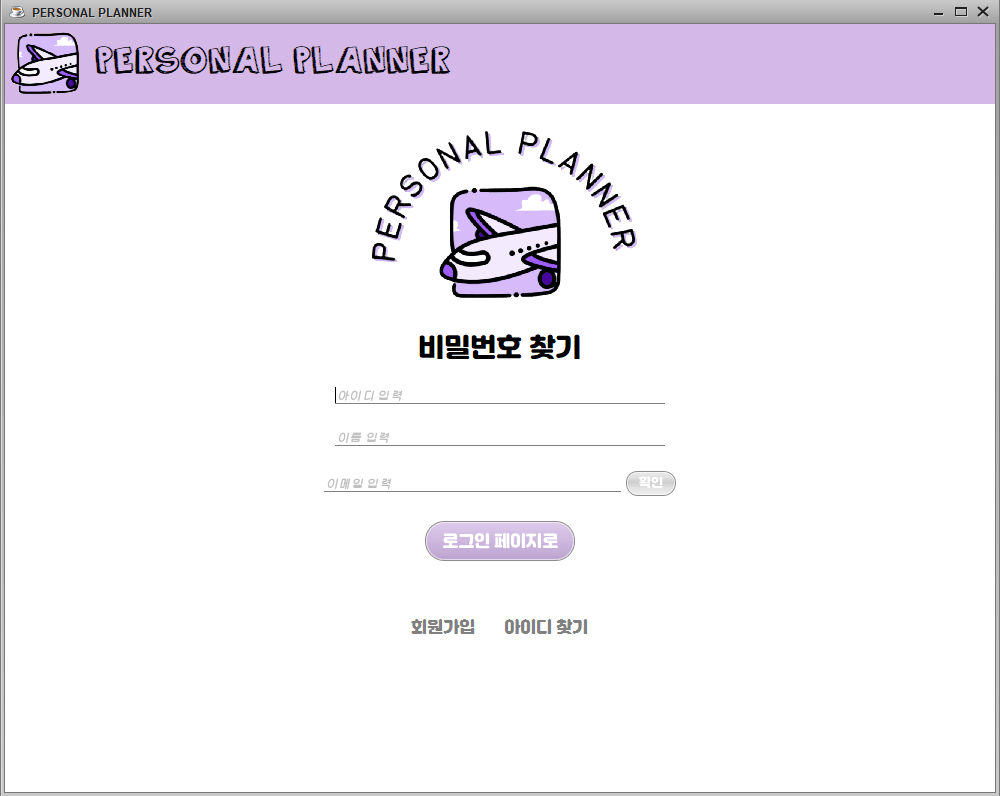 PERSONAL PLANNER
PERSONAL PLANNER
PERSONAL PLANNER
비밀번호 찾기
아이디 입력
이름 입력
이메일 입력
확인
로그인 페이지로
회원가입 아이디 찾기